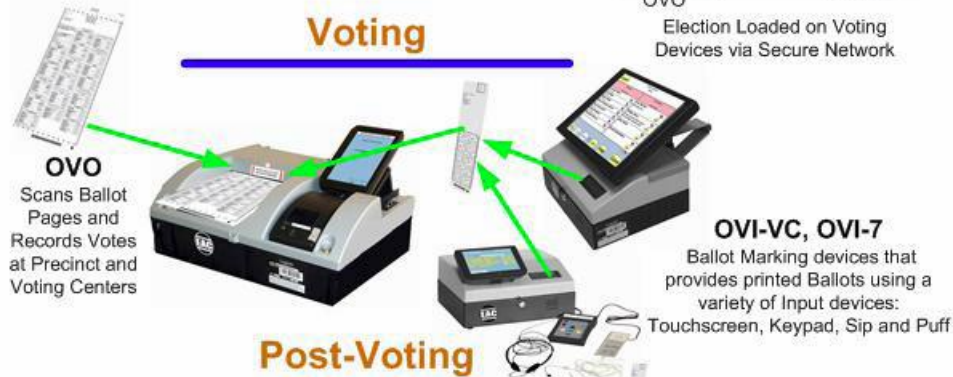 OVO
Election Loaded on Voting
Devices via Secure Network
Voting
OVO
Scans Ballot
Pages and
Records Votes
at Precinct and
Voting Centers
OVI-VC, OVI-7
Ballot Marking devices that
provides printed Ballots using a
variety of Input devices:
Touchscreen, Keypad, Sip and Puff
Post-Voting